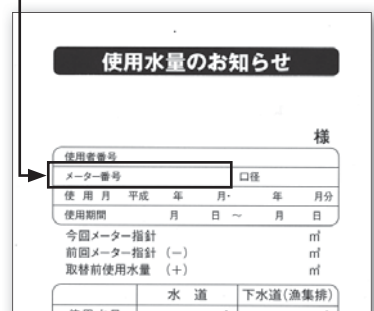 使用水量のお知らせ
様
使用者番号
メーター番号 口径
使用月 平成 年 月・ 年 月分
使用期間 月 日 ～ 月 日
今回メーター指針 ㎥
前回メーター指針 (－) ㎥
取替前使用水量 (＋) ㎥
水道 下水道(漁集排)